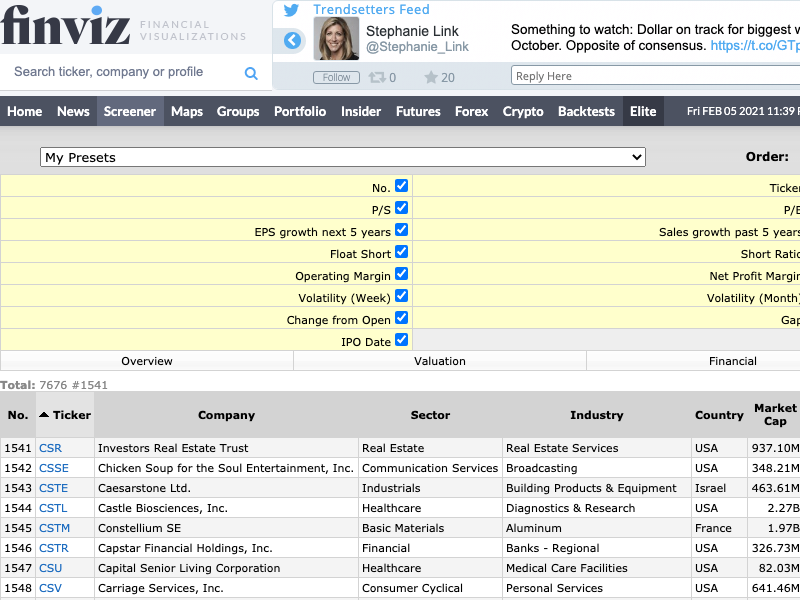 finviz FINANCIAL VISUALIZATIONS
Trendsetters Feed
Stephanie Link
@Stephanie_Link
Something to watch: Dollar on track for biggest w
October. Opposite of consensus. https://t.co/GTp
Search ticker, company or profile
Follow 0 20 Reply Here
Home News Screener Maps Groups Portfolio Insider Futures Forex Crypto Backtests Elite Fri FEB 05 2021 11:39 P
My Presets Order:
No. Ticker
P/S P/E
EPS growth next 5 years Sales growth past 5 years
Float Short Short Ratio
Operating Margin Net Profit Margin
Volatility (Week) Volatility (Month)
Change from Open Gap
IPO Date
Overview Valuation Financial
Total: 7676 #1541
No. Ticker Company Sector Industry Country Market Cap
1541 CSR Investors Real Estate Trust Real Estate Real Estate Services USA 937.10M
1542 CSSE Chicken Soup for the Soul Entertainment, Inc. Communication Services Broadcasting USA 348.21M
1543 CSTE Caesarstone Ltd. Industrials Building Products & Equipment Israel 463.61M
1544 CSTL Castle Biosciences, Inc. Healthcare Diagnostics & Research USA 2.27B
1545 CSTM Constellium SE Basic Materials Aluminum France 1.97B
1546 CSTR Capstar Financial Holdings, Inc. Financial Banks - Regional USA 326.73M
1547 CSU Capital Senior Living Corporation Healthcare Medical Care Facilities USA 82.03M
1548 CSV Carriage Services, Inc. Consumer Cyclical Personal Services USA 641.46M